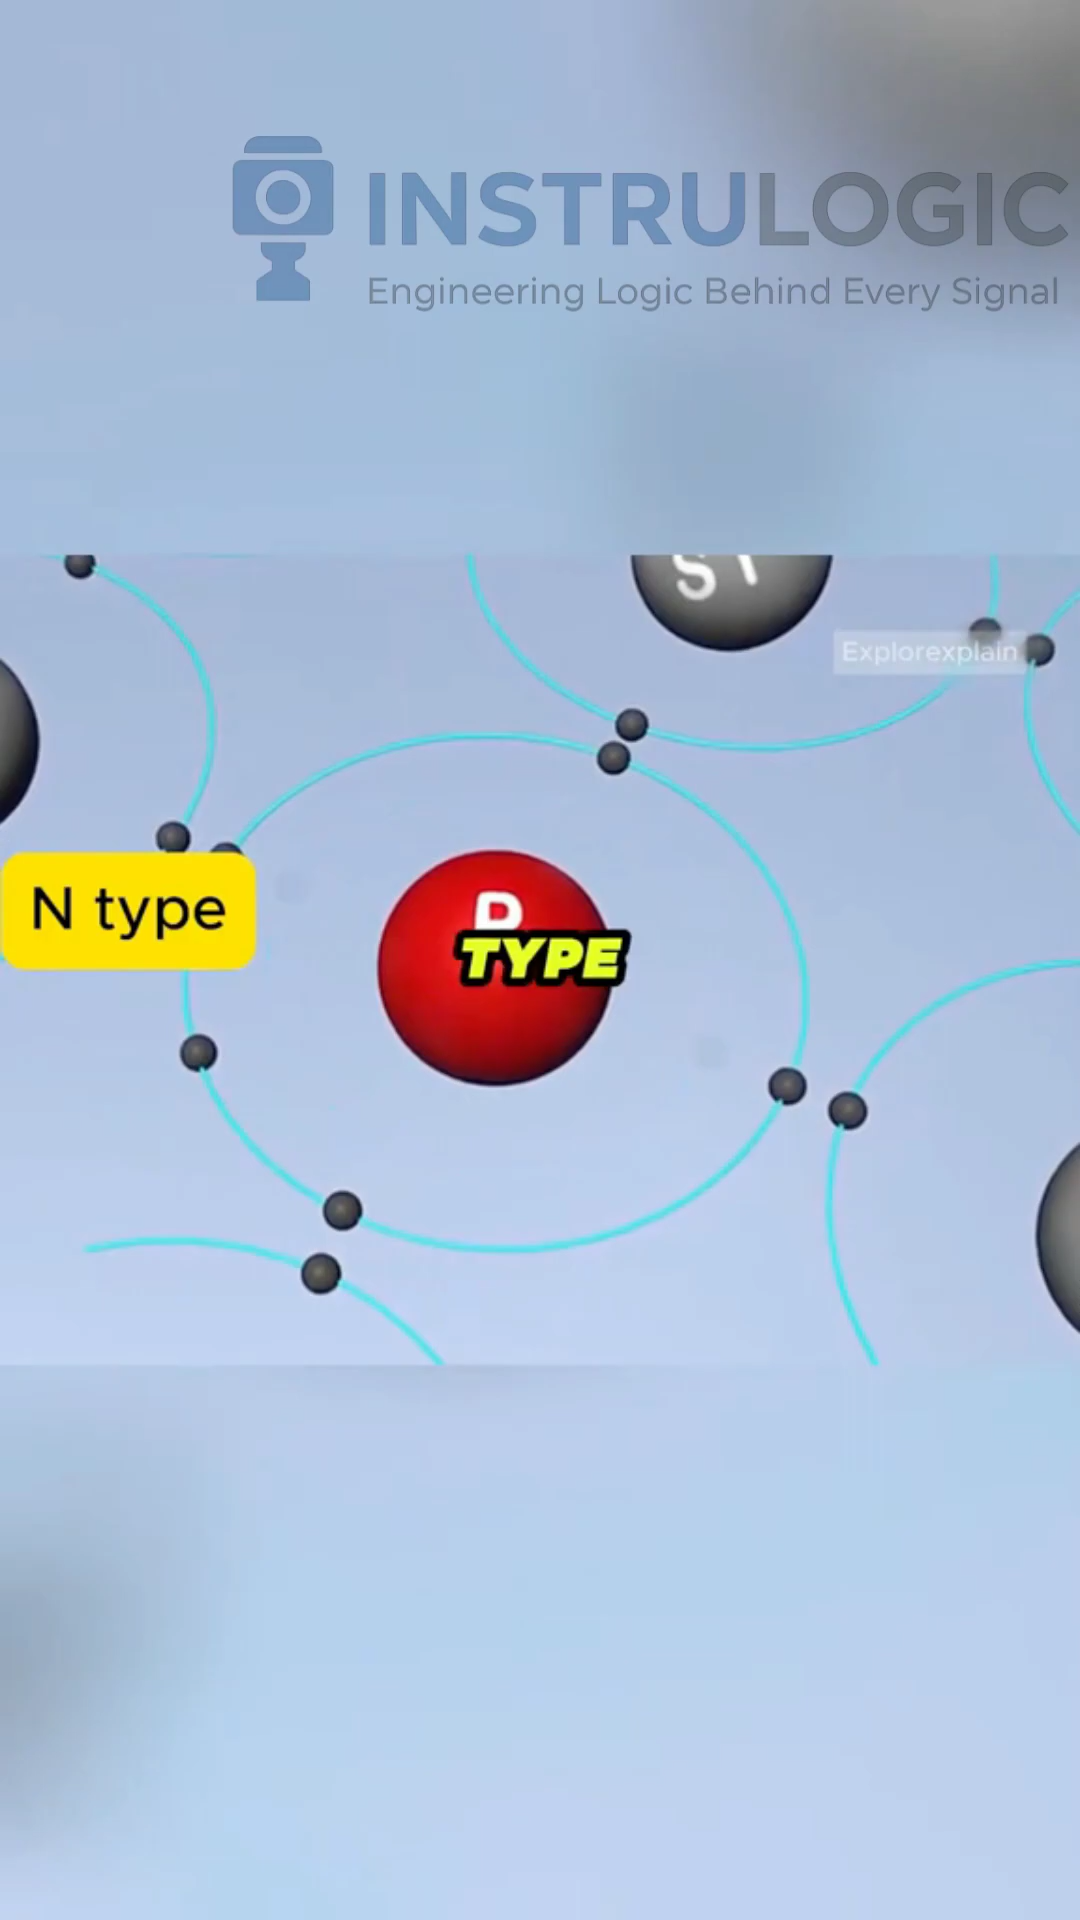 INSTRULOGIC
Engineering Logic Behind Every Signal
Explorexplain
N type
P
TYPE